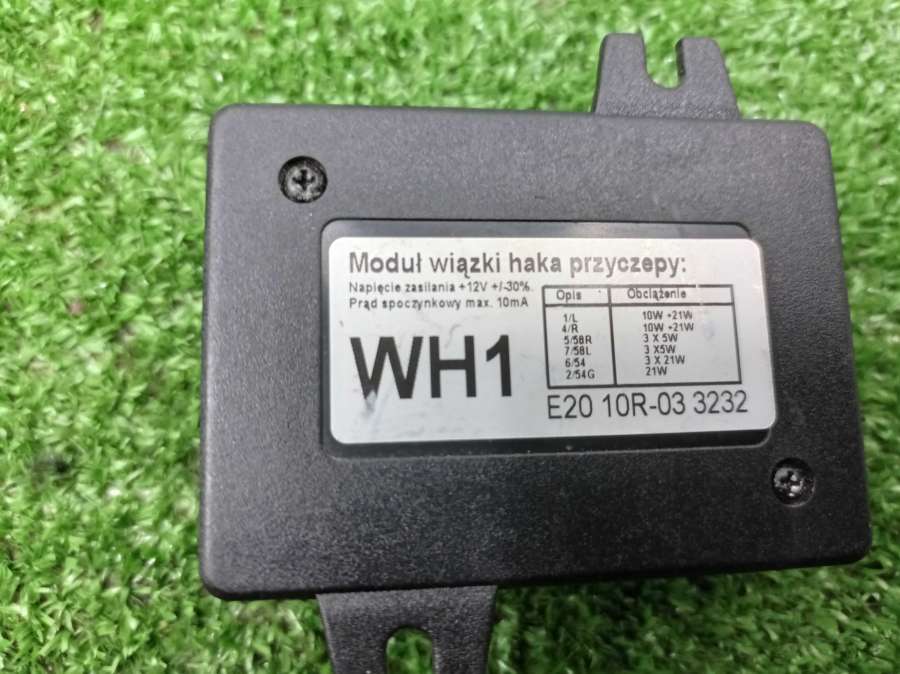 Moduł wiązki haka przyczepy:
Napięcie zasilania +12V +/-30%.
Prąd spoczynkowy max. 10mA
WH1
Opis Obciążenie
1/L 10W +21W
4/R 10W +21W
5/58R 3 X 5W
7/58L 3 X5W
6/54 3 X 21W
2/54G 21W
E20 10R-03 3232